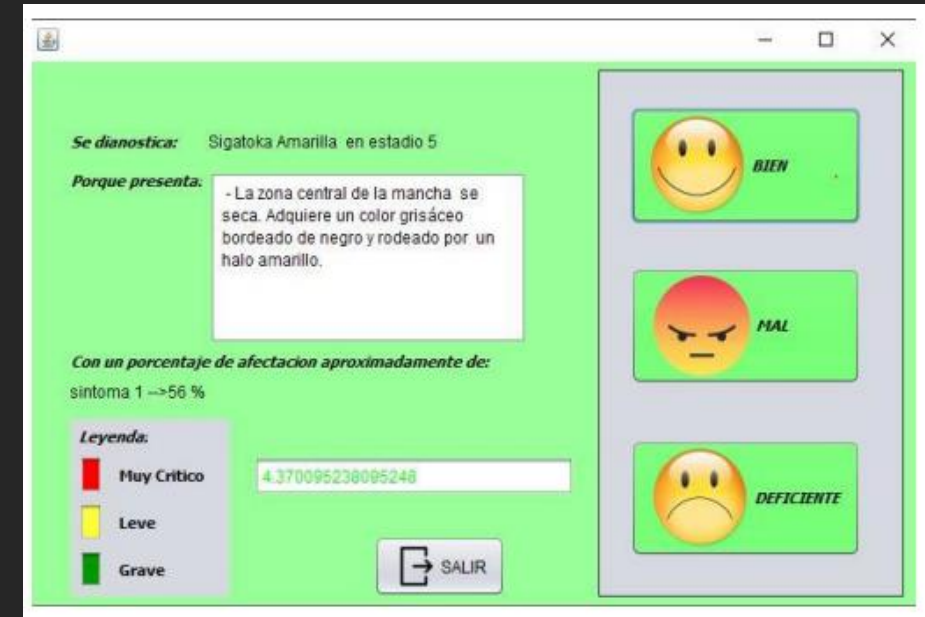 Se dianostica: Sigatoka Amarilla en estadio 5
Porque presenta:
- La zona central de la mancha se
seca. Adquiere un color grisáceo
bordeado de negro y rodeado por un
halo amarillo.
Con un porcentaje de afectacion aproximadamente de:
sintoma 1 -->56 %
Leyenda:
Muy Critico
4.370095238095248
Leve
Grave
SALIR
BIEN
MAL
DEFICIENTE